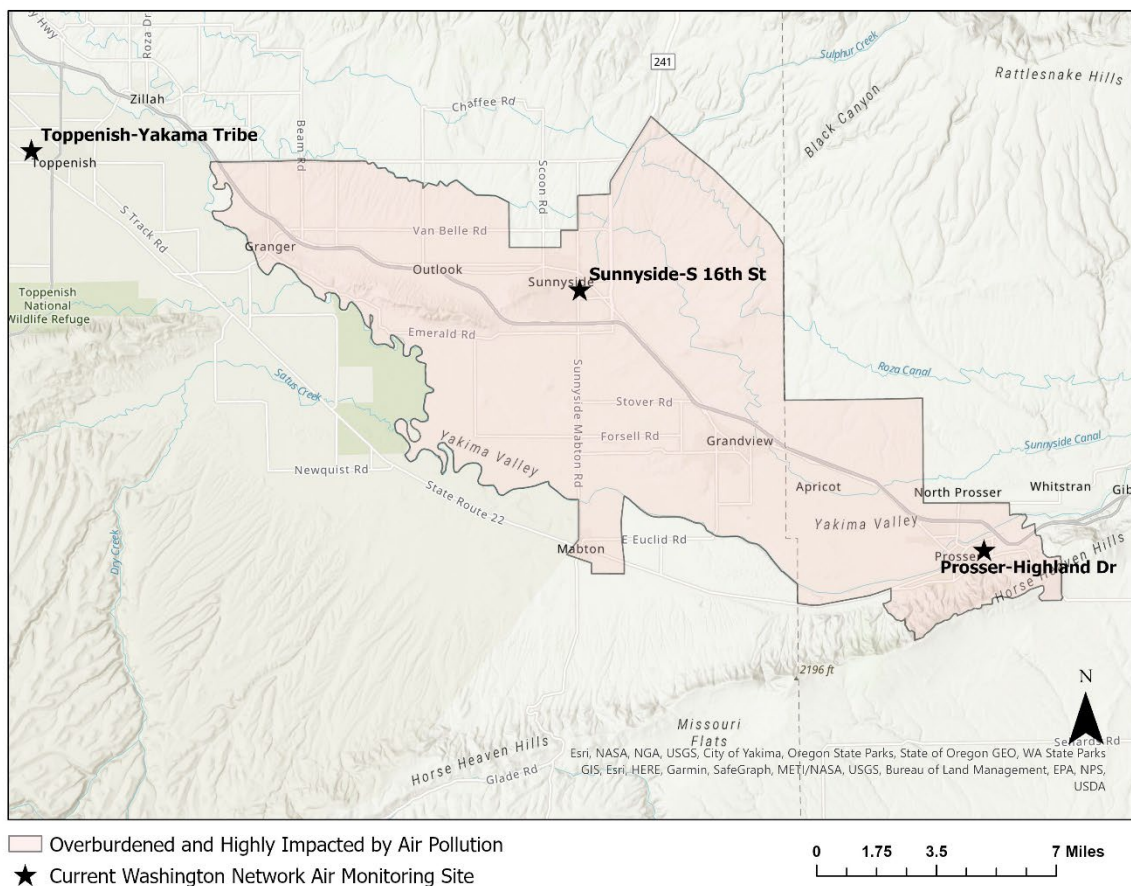 Roza Dr
241
Sulphur Creek
Rattlesnake Hills
Black Canyon
Zillah
Chaffee Rd
Beam Rd
Scoon Rd
Toppenish-Yakama Tribe
Toppenish
S Track Rd
Van Belle Rd
Granger
Outlook
Sunnyside
Sunnyside-S 16th St
Toppenish
National
Wildlife Refuge
Emerald Rd
Satus Creek
Sunnyside Mabton Rd
Roza Canal
Stover Rd
Forsell Rd
Grandview
Sunnyside Canal
Yakima Valley
Newquist Rd
State Route 22
Apricot
North Prosser
Whitstran
Yakima Valley
Dry Creek
Mabton
E Euclid Rd
Prosser-Highland Dr
Horse Heaven Hills
2196 ft
N
Missouri
Flats
Horse Heaven Hills
Glade Rd
Esri, NASA, NGA, USGS, City of Yakima, Oregon State Parks, State of Oregon GEO, WA State Parks
GIS, Esri, HERE, Garmin, SafeGraph, METI/NASA, USGS, Bureau of Land Management, EPA, NPS,
USDA
Overburdened and Highly Impacted by Air Pollution
Current Washington Network Air Monitoring Site
0 1.75 3.5 7 Miles